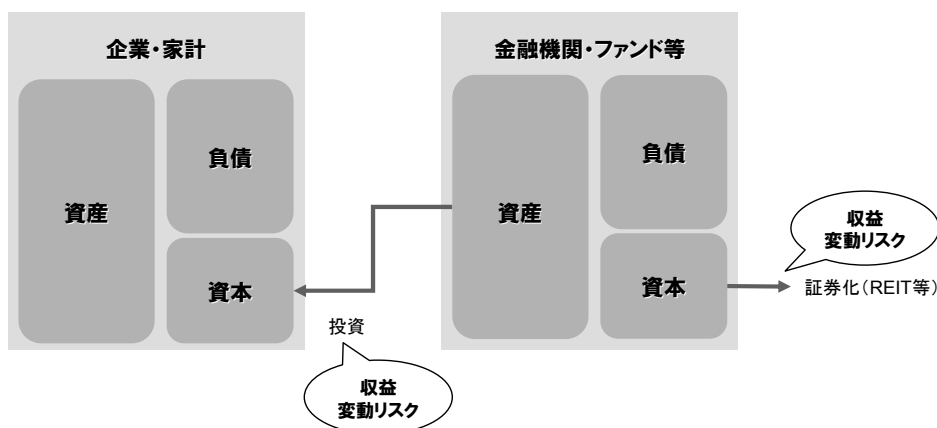 企業・家計
資産
負債
資本
投資
収益
変動リスク
金融機関・ファンド等
資産
負債
資本
収益
変動リスク
証券化（REIT等）